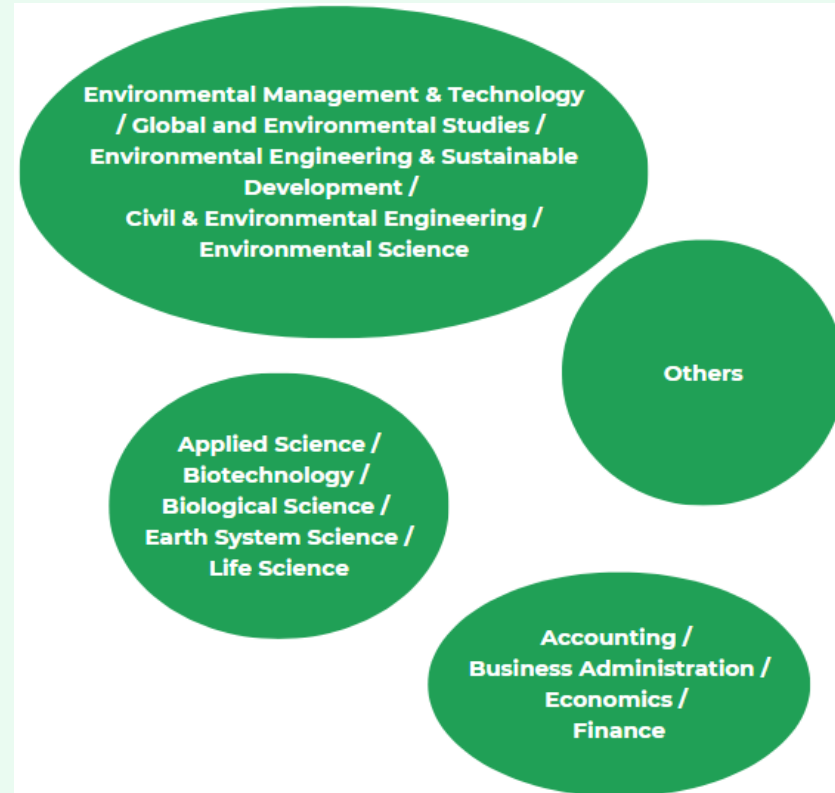 Environmental Management & Technology
/ Global and Environmental Studies /
Environmental Engineering & Sustainable
Development /
Civil & Environmental Engineering /
Environmental Science
Others
Applied Science /
Biotechnology /
Biological Science /
Earth System Science /
Life Science
Accounting /
Business Administration /
Economics /
Finance